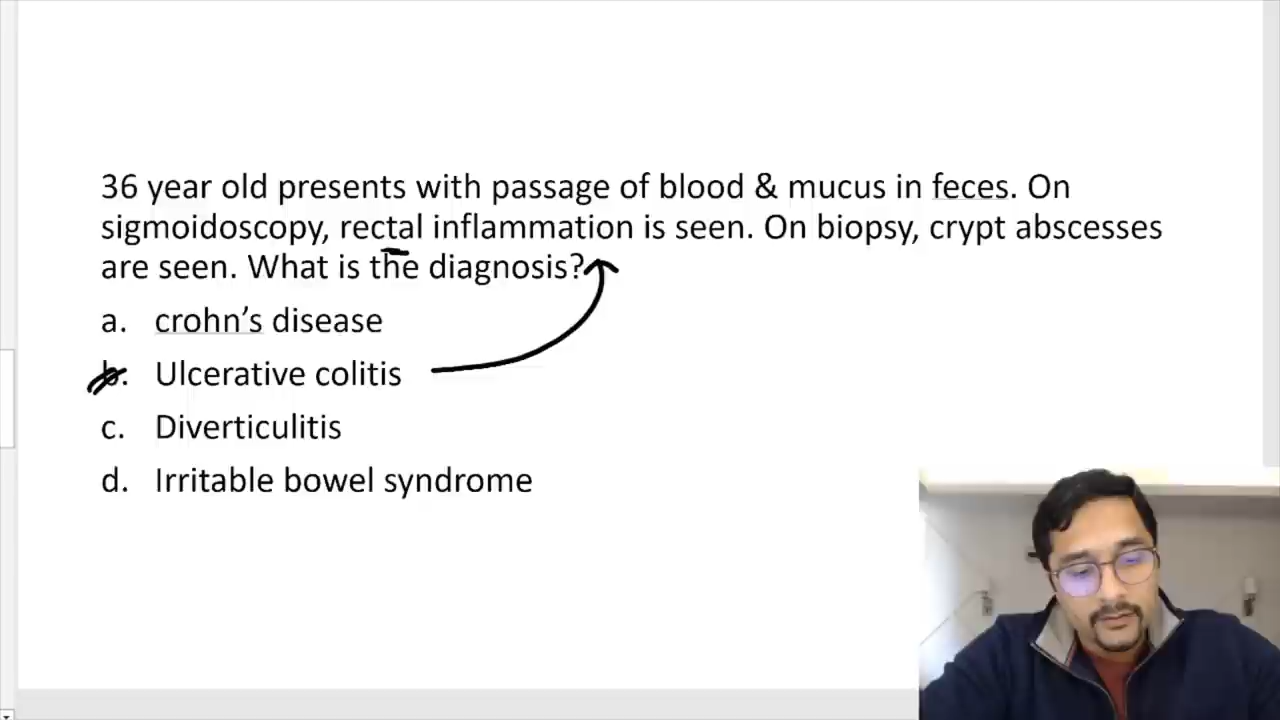 36 year old presents with passage of blood & mucus in feces. On
sigmoidoscopy, rectal inflammation is seen. On biopsy, crypt abscesses
are seen. What is the diagnosis?
a. crohn’s disease
b. Ulcerative colitis
c. Diverticulitis
d. Irritable bowel syndrome